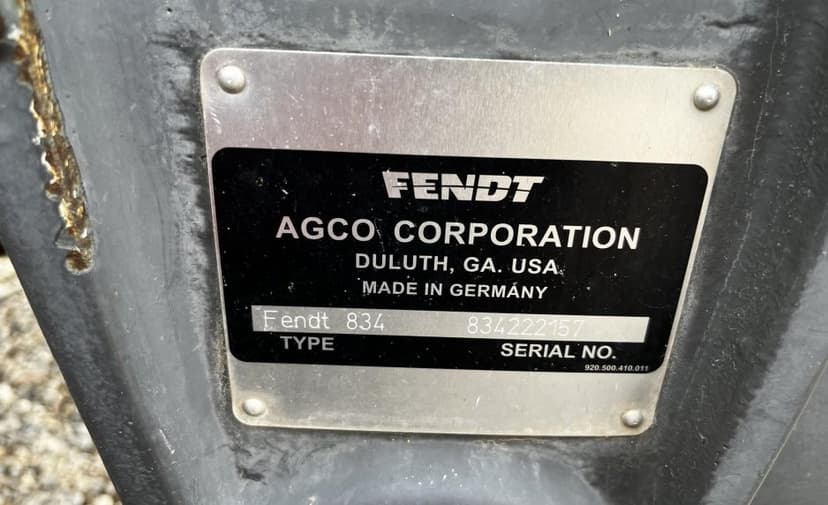 FENDT
AGCO CORPORATION
DULUTH, GA. USA
MADE IN GERMANY
Fendt 834 834222157
TYPE SERIAL NO.
920.500.410.011